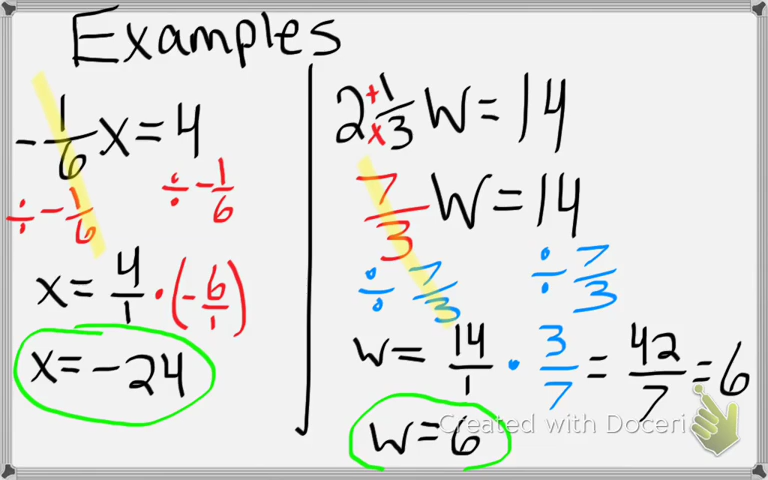 Examples
-1/6 x = 4
÷ -1/6 ÷ -1/6
x = 4/1 • (-6/1)
x = -24
2 + x 1/3 w = 14
7/3 w = 14
÷ 7/3 ÷ 7/3
w = 14/1 • 3/7 = 42/7 = 6
w = 6
Created with Doceri